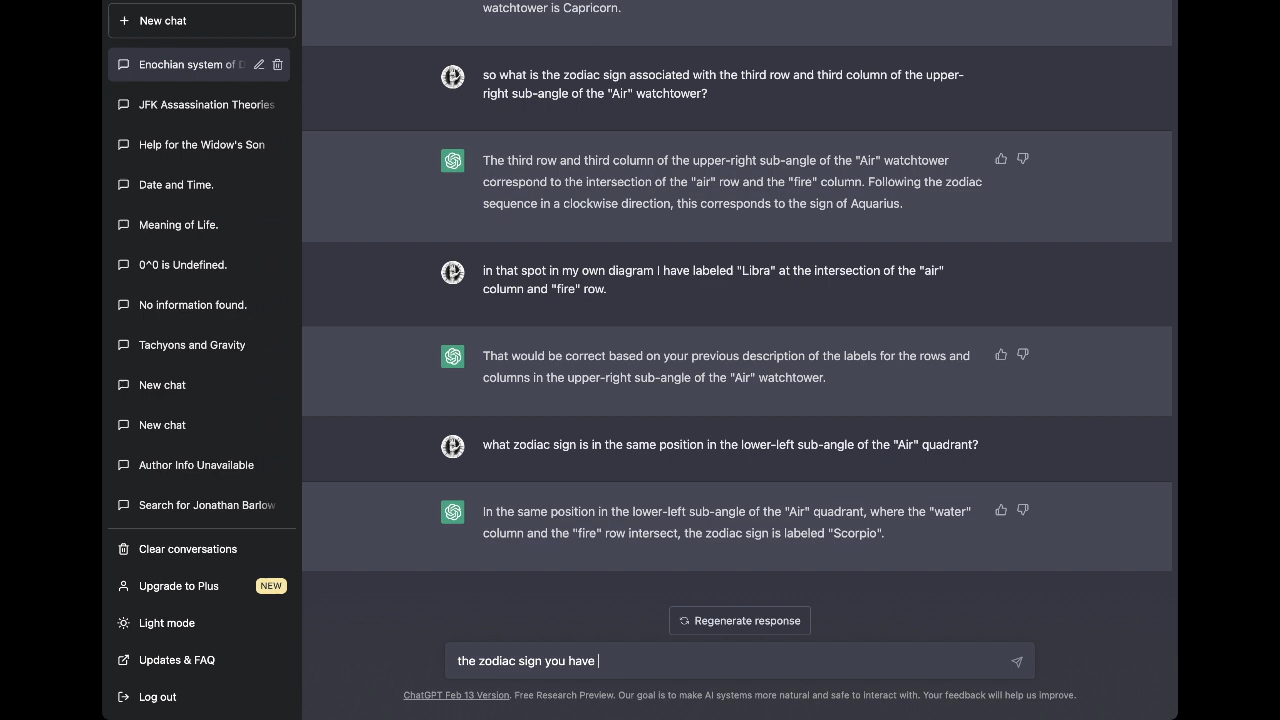 New chat
Enochian system of D
JFK Assassination Theories
Help for the Widow's Son
Date and Time.
Meaning of Life.
0^0 is Undefined.
No information found.
Tachyons and Gravity
New chat
New chat
Author Info Unavailable
Search for Jonathan Barlow
Clear conversations
Upgrade to Plus NEW
Light mode
Updates & FAQ
Log out
watchtower is Capricorn.
so what is the zodiac sign associated with the third row and third column of the upper-
right sub-angle of the "Air" watchtower?
The third row and third column of the upper-right sub-angle of the "Air" watchtower
correspond to the intersection of the "air" row and the "fire" column. Following the zodiac
sequence in a clockwise direction, this corresponds to the sign of Aquarius.
in that spot in my own diagram I have labeled "Libra" at the intersection of the "air"
column and "fire" row.
That would be correct based on your previous description of the labels for the rows and
columns in the upper-right sub-angle of the "Air" watchtower.
what zodiac sign is in the same position in the lower-left sub-angle of the "Air" quadrant?
In the same position in the lower-left sub-angle of the "Air" quadrant, where the "water"
column and the "fire" row intersect, the zodiac sign is labeled "Scorpio".
Regenerate response
the zodiac sign you have
ChatGPT Feb 13 Version. Free Research Preview. Our goal is to make AI systems more natural and safe to interact with. Your feedback will help us improve.